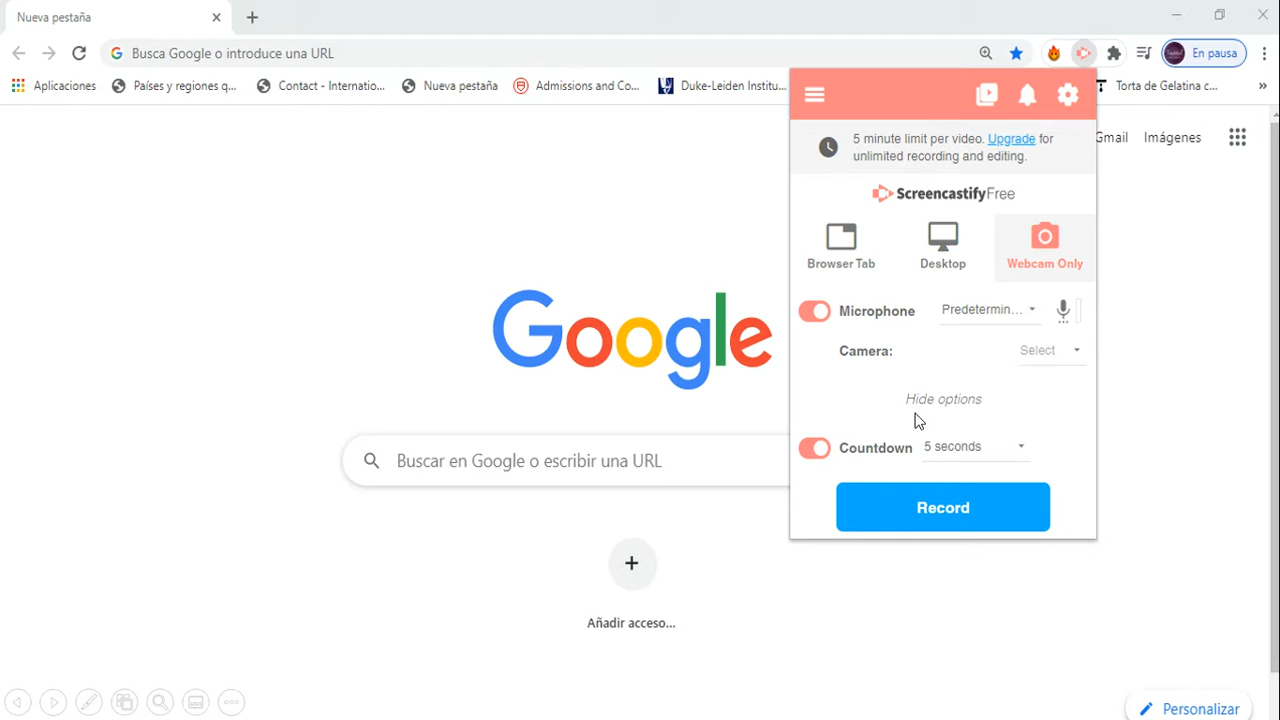 Nueva pestaña
Busca Google o introduce una URL
En pausa
Aplicaciones
Países y regiones q...
Contact - Internatio...
Nueva pestaña
Admissions and Co...
Duke-Leiden Institu...
Torta de Gelatina c...
Gmail
Imágenes
5 minute limit per video. Upgrade for
unlimited recording and editing.
ScreencastifyFree
Browser Tab
Desktop
Webcam Only
Microphone
Predetermin...
Camera:
Select
Hide options
Countdown
5 seconds
Record
Google
Buscar en Google o escribir una URL
Añadir acceso...
Personalizar